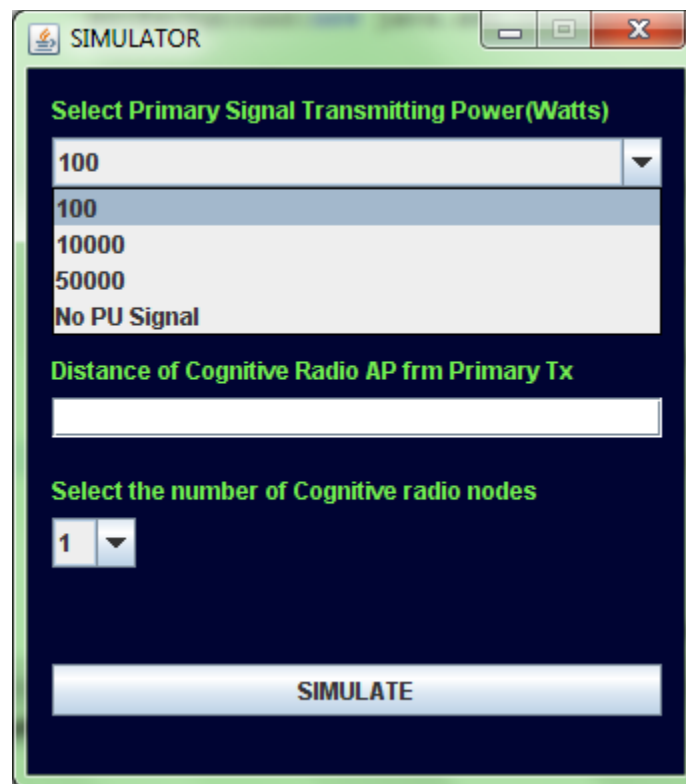 SIMULATOR
Select Primary Signal Transmitting Power(Watts)
100
100
10000
50000
No PU Signal
Distance of Cognitive Radio AP frm Primary Tx
Select the number of Cognitive radio nodes
1
SIMULATE